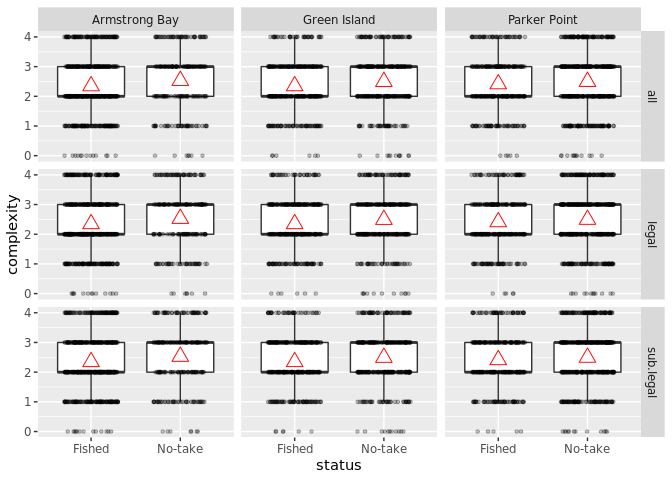 Armstrong Bay Green Island Parker Point
4
3
2
1
0
all
4
3
2
1
0
legal
4
3
2
1
0
sub.legal
complexity
Fished No-take Fished No-take Fished No-take
status